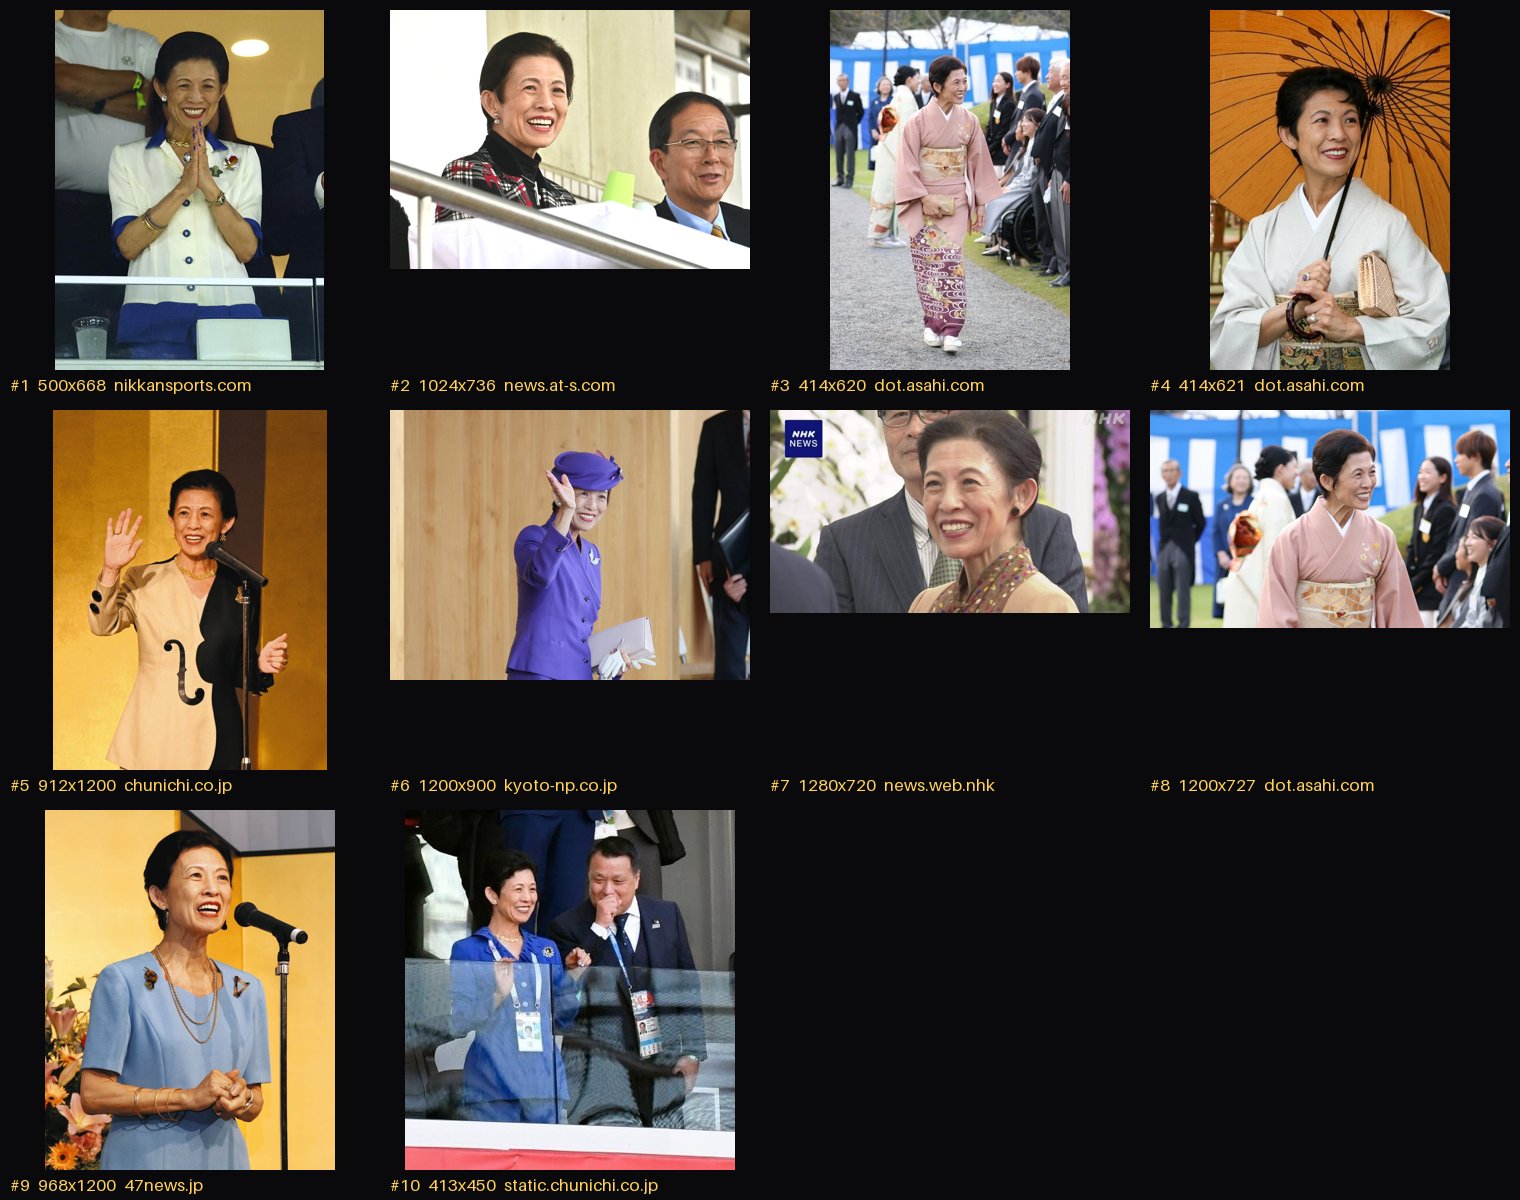 #1 500x668 nikkansports.com
#2 1024x736 news.at-s.com
#3 414x620 dot.asahi.com
#4 414x621 dot.asahi.com
NHK
NHK
NEWS
#5 912x1200 chunichi.co.jp
#6 1200x900 kyoto-np.co.jp
#7 1280x720 news.web.nhk
#8 1200x727 dot.asahi.com
#9 968x1200 47news.jp
#10 413x450 static.chunichi.co.jp